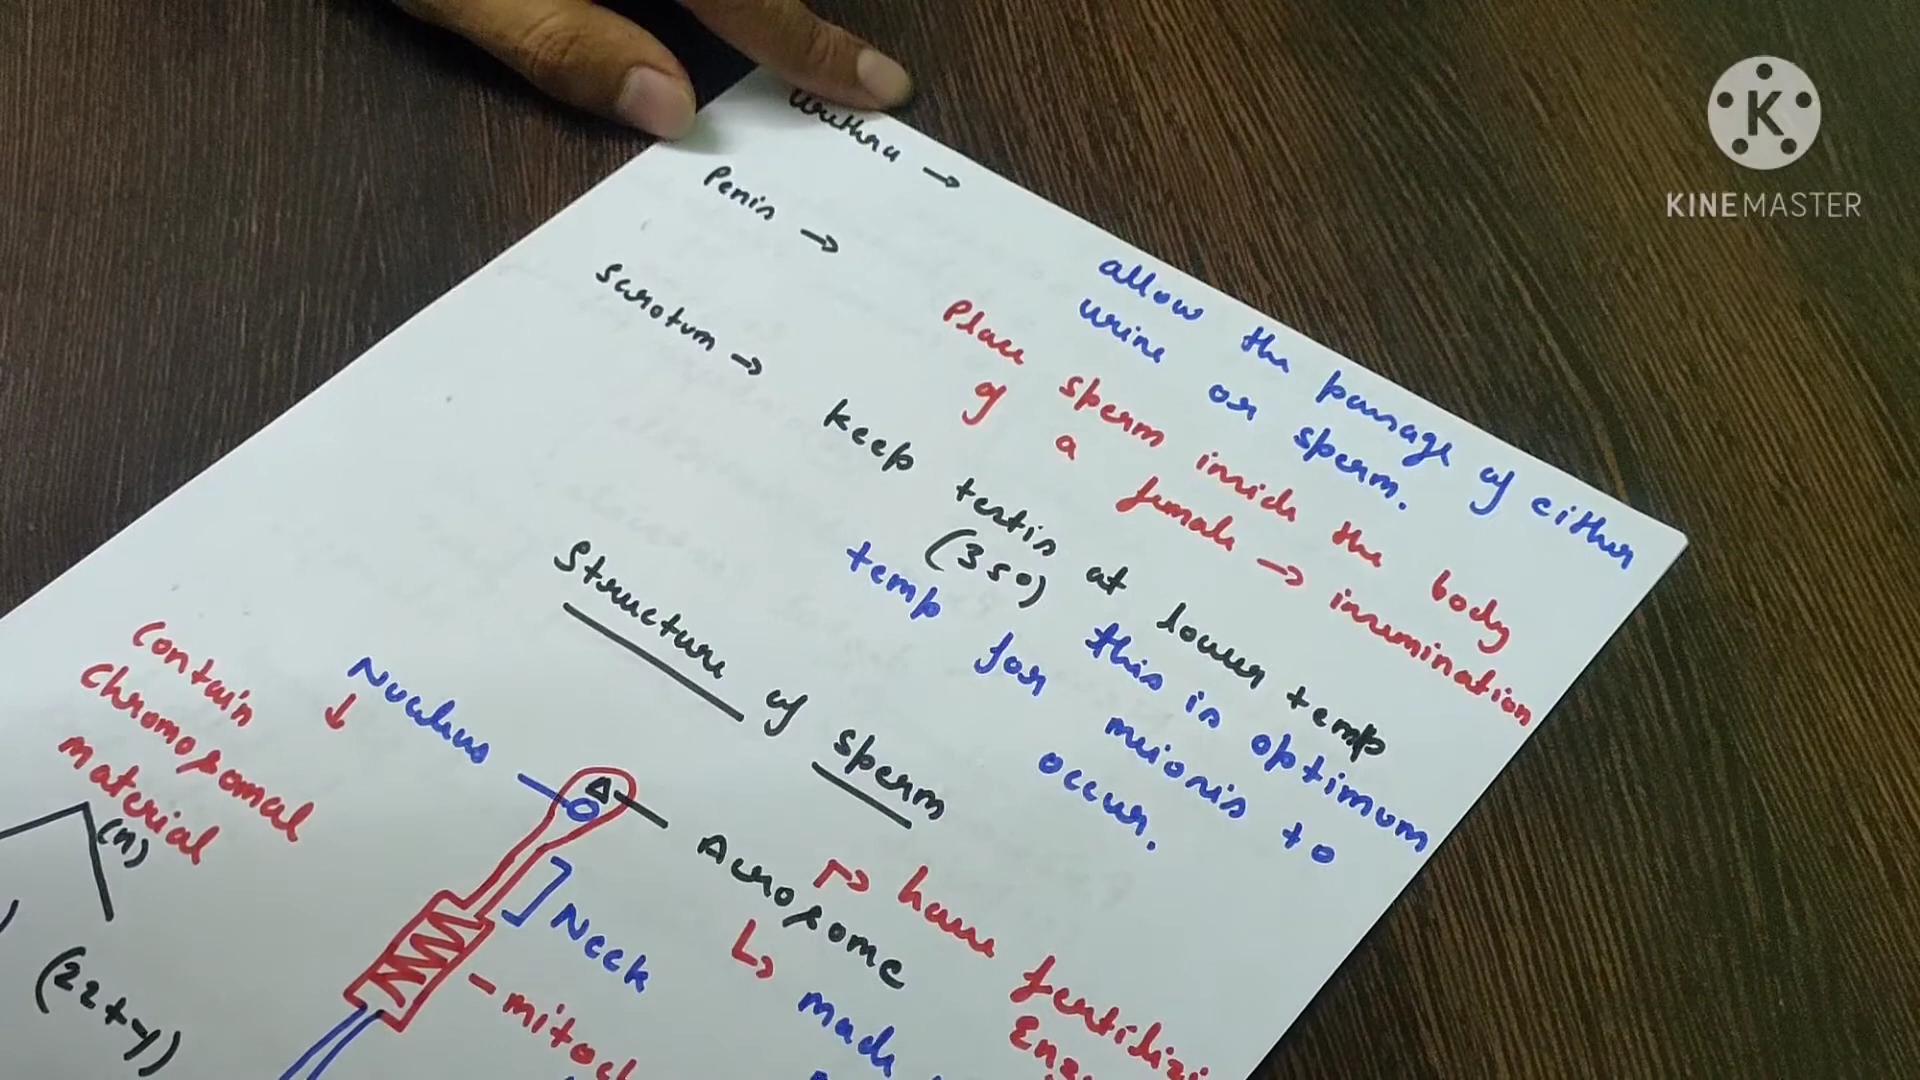 Urethra →
allow the passage of either
urine or sperm.
Penis →
Place sperm inside the body
of a female → insemination
Scrotum →
Keep testis at lower temp
(35°) this is optimum
temp for meiosis to
occur.
Structure of sperm
Nucleus
↓
contain
chromosomal
material
(n)
(22+y)
Acrosome
→ have fertilizi
Enz
↳ made
Neck
- mitoch
K
KINEMASTER